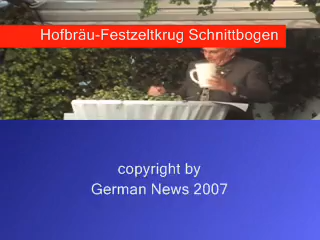 Hofbräu-Festzeltkrug Schnittbogen
copyright by
German News 2007